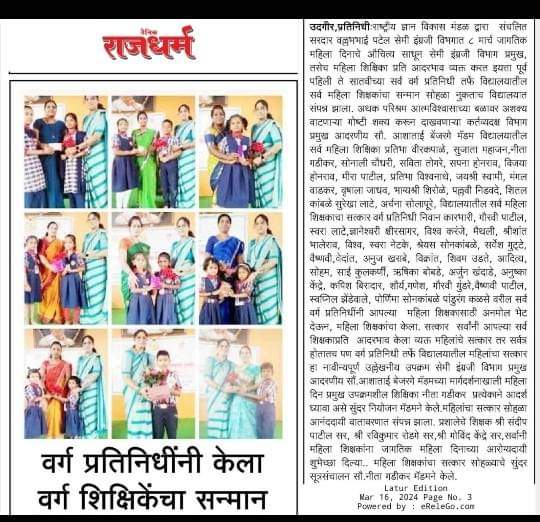 दैनिक
राजधर्म
वर्ग प्रतिनिधींनी केला
वर्ग शिक्षिकेंचा सन्मान
उदगीर,प्रतिनिधी:राष्ट्रीय ज्ञान विकास मंडळ द्वारा संचलित
सरदार वल्लभभाई पटेल सेमी इंग्रजी विभागात ८ मार्च जागतिक
महिला दिनाचे औचित्य साधून सेमी इंग्रजी विभाग प्रमुख,
तसेच महिला शिक्षिका प्रति आदरभाव व्यक्त करत इयत्ता पूर्व
पहिली ते सातवीच्या सर्व वर्ग प्रतिनिधी तर्फे विद्यालयातील
सर्व महिला शिक्षकांचा सन्मान सोहळा नुकताच विद्यालयात
संपन्न झाला. अथक परिश्रम आत्मविश्वासाच्या बळावर अशक्य
वाटणाऱ्या गोष्टी शक्य करून दाखवणाऱ्या कर्तव्यदक्ष विभाग
प्रमुख आदरणीय सौ. आशाताई बेंजरगे मॅडम विद्यालयातील
सर्व महिला शिक्षिका प्रतिभा वीरकपाळे, सुजाता महाजन,नीता
गडीकर, सोनाली चौधरी, सविता तोगरे, सपना होनराव, विजया
होनराव, मीरा पाटील, प्रतिभा विश्वनाथे, जयश्री स्वामी, मंगल
वाडकर, वृषाला जाधव, भाग्यश्री शिरोळे, पल्लवी निडवदे, शितल
कांबळे सुरेखा लाटे, अर्चना सोलापूरे, विद्यालयातील सर्व महिला
शिक्षकाचा सत्कार वर्ग प्रतिनिधी निवान कारभारी, गौरवी पाटील,
स्वरा लाटे,ज्ञानेश्वरी क्षीरसागर, विश्व करंजे, मैथली, श्रीशांत
भालेराव, विश्व, स्वरा नेटके, श्रेयस सोनकांबळे, सर्वेश मुट्टे,
वैष्णवी,वेदांत, अनुज खराबे, विक्रांत, शिवम उडते, आदित्य,
सोहम, साई कुलकर्णी, ऋषिका बोबडे, अर्जुन खंदाडे, अनुष्का
केंद्रे, कपिश बिरादार, शौर्य,गणेश, गौरवी गुंडरे,वैष्णवी पाटील,
स्वप्निल झेंडेवाले, पोर्णिमा सोनकांबळे पांडुरंग कळसे वरील सर्व
वर्ग प्रतिनिधींनी आपल्या महिला शिक्षकासाठी अनमोल भेट
देऊन, महिला शिक्षकांचा केला. सत्कार सर्वांनी आपल्या सर्व
शिक्षकाप्रति आदरभाव केला व्यक्त महिलांचे सत्कार तर सर्वत्र
होतातच पण वर्ग प्रतिनिधी तर्फे विद्यालयातील महिलांचा सत्कार
हा नावीन्यपूर्ण उल्लेखनीय उपक्रम सेमी इंग्रजी विभाग प्रमुख
आदरणीय सौ.आशाताई बेजरगे मॅडमच्या मार्गदर्शनाखाली महिला
दिन प्रमुख उपक्रमशील शिक्षिका नीता गडीकर प्रत्येकाने आदर्श
घ्यावा असे सुंदर नियोजन मॅडमने केले.महिलांचा सत्कार सोहळा
आनंददायी वातावरणात संपन्न झाला. प्रशालेचे शिक्षक श्री संदीप
पाटील सर, श्री रविकुमार रोडगे सर,श्री गोविंद केंद्रे सर,सर्वांनी
महिला शिक्षकांना जागतिक महिला दिनाच्या आरोग्यदायी
शुभेच्छा दिल्या.. महिला शिक्षकांचा सत्कार सोहळ्याचे सुंदर
सूत्रसंचालन सौ.नीता गडीकर मॅडमने केले.
Latur Edition
Mar 16, 2024 Page No. 3
Powered by : eReleGo.com